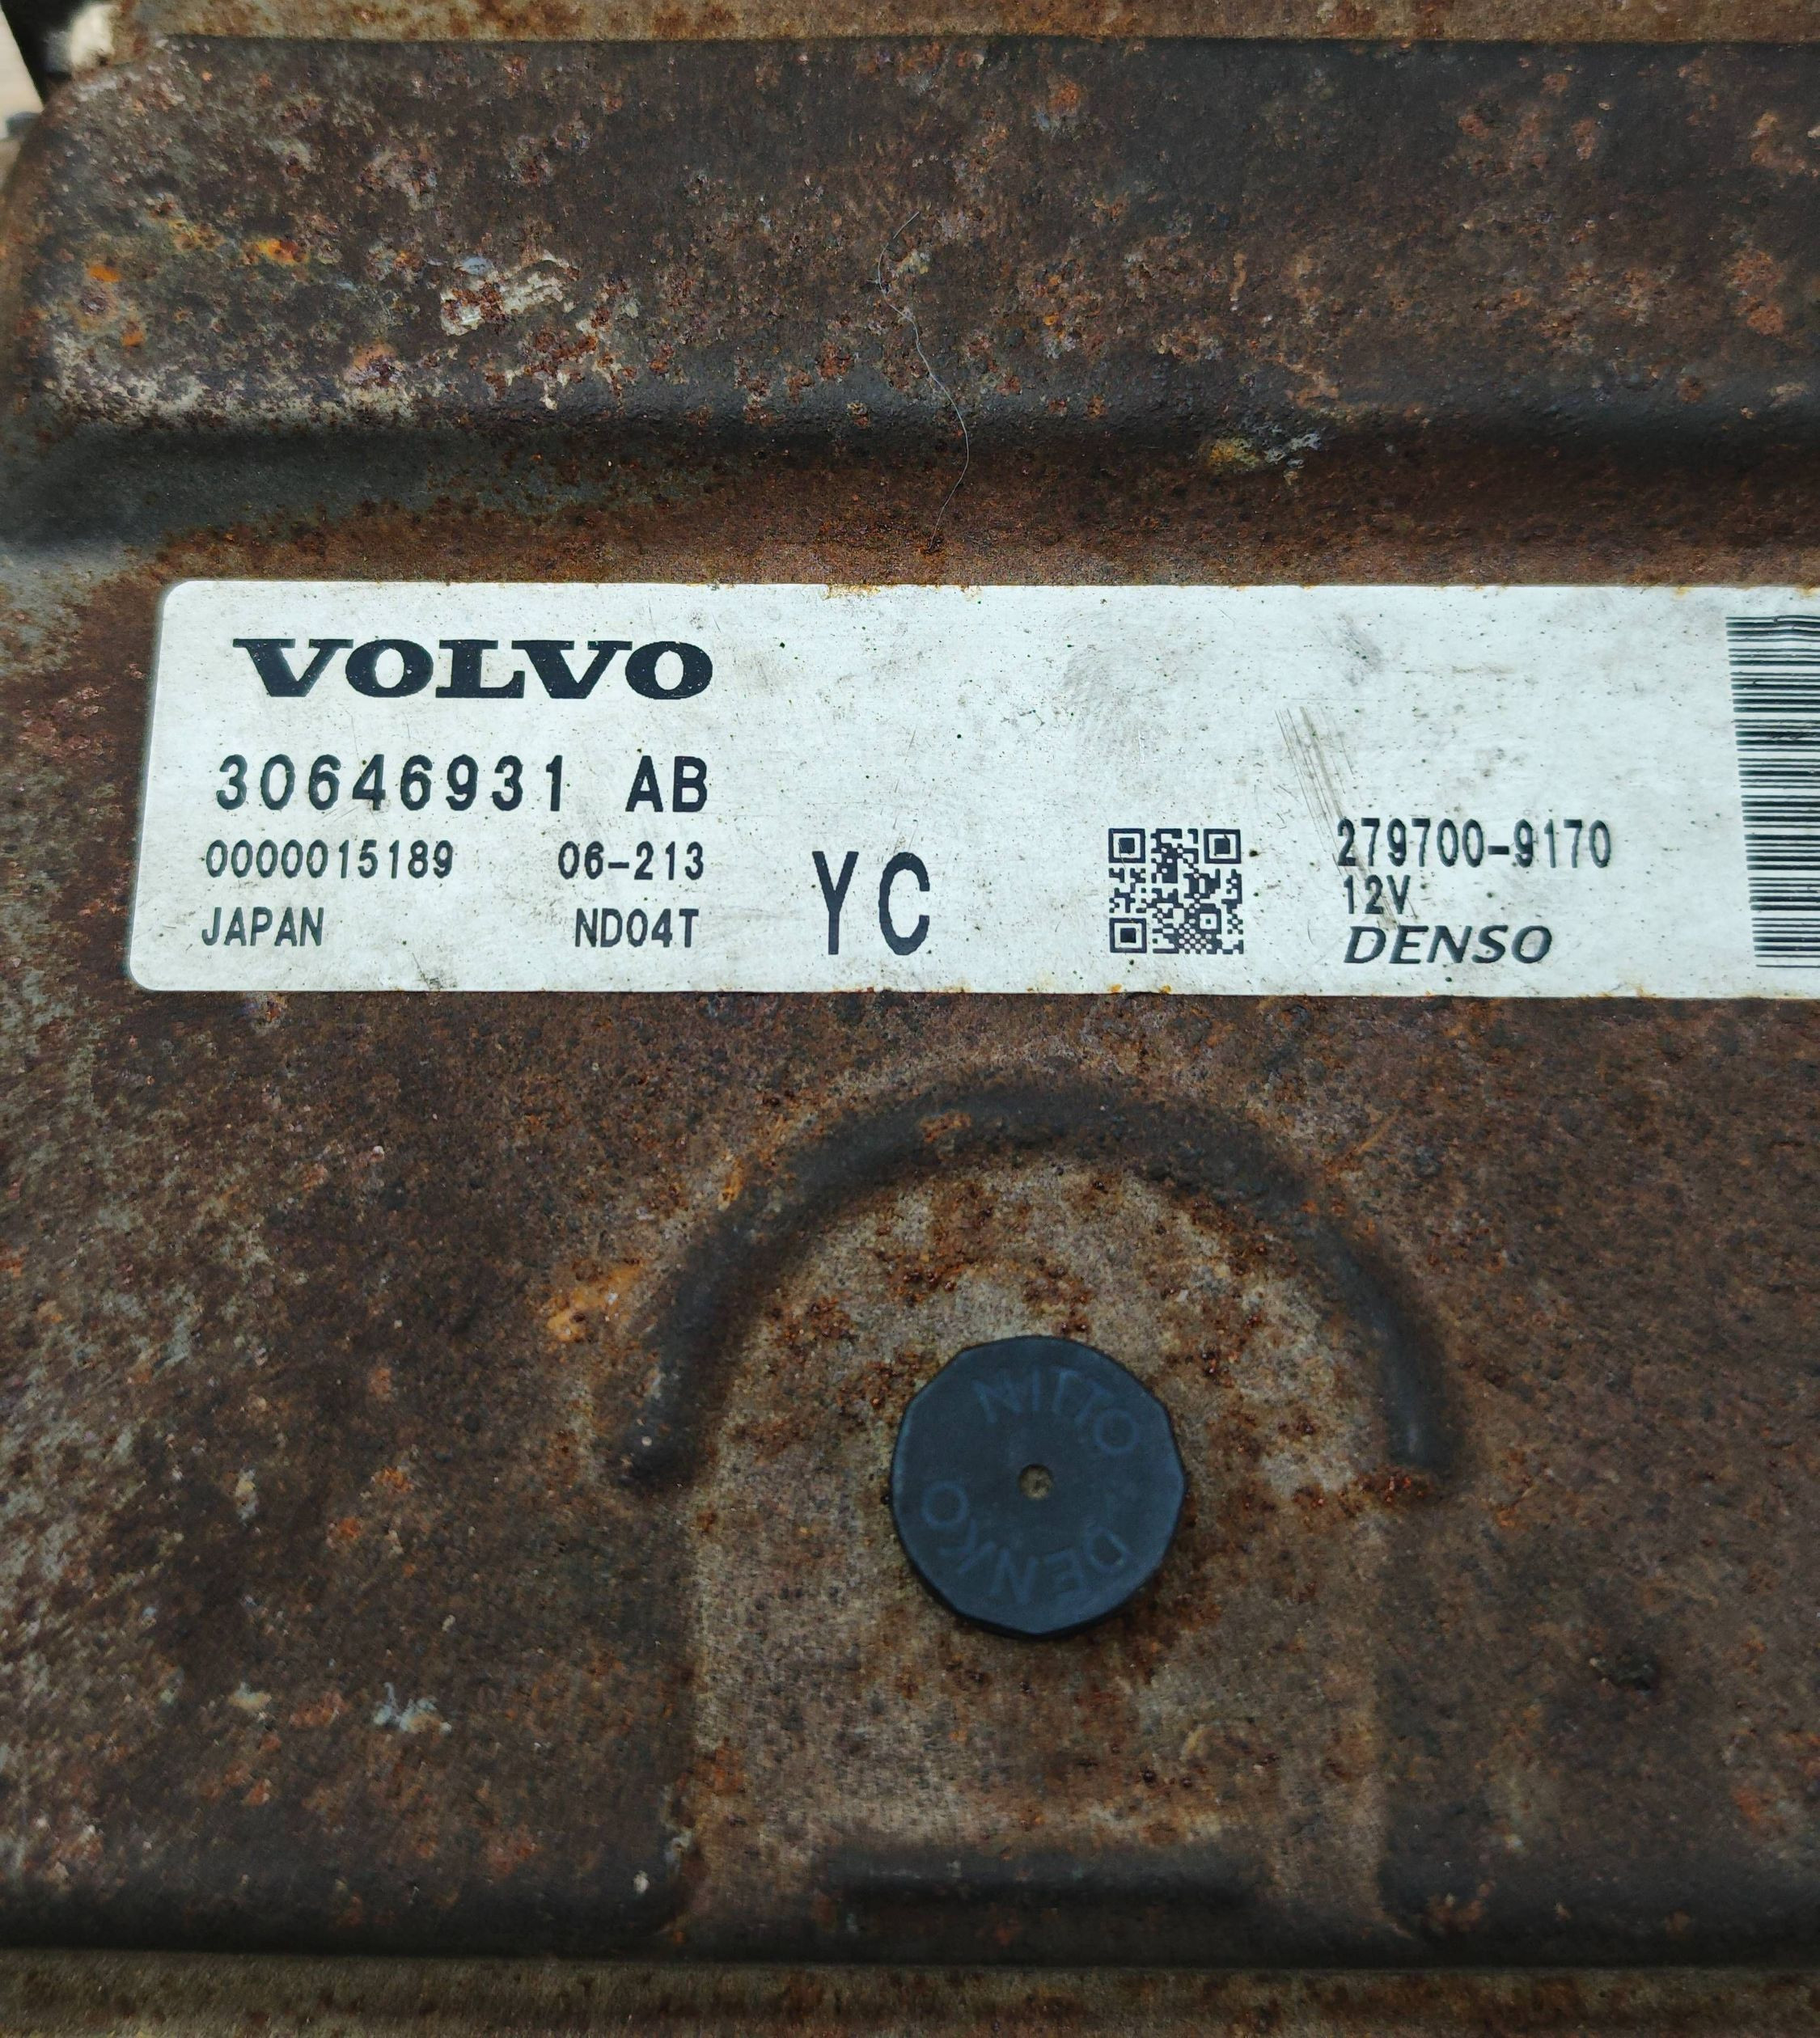 VOLVO
30646931 AB
0000015189 06-213
JAPAN ND04T
YC
279700-9170
12V
DENSO
NITTO
DENKO